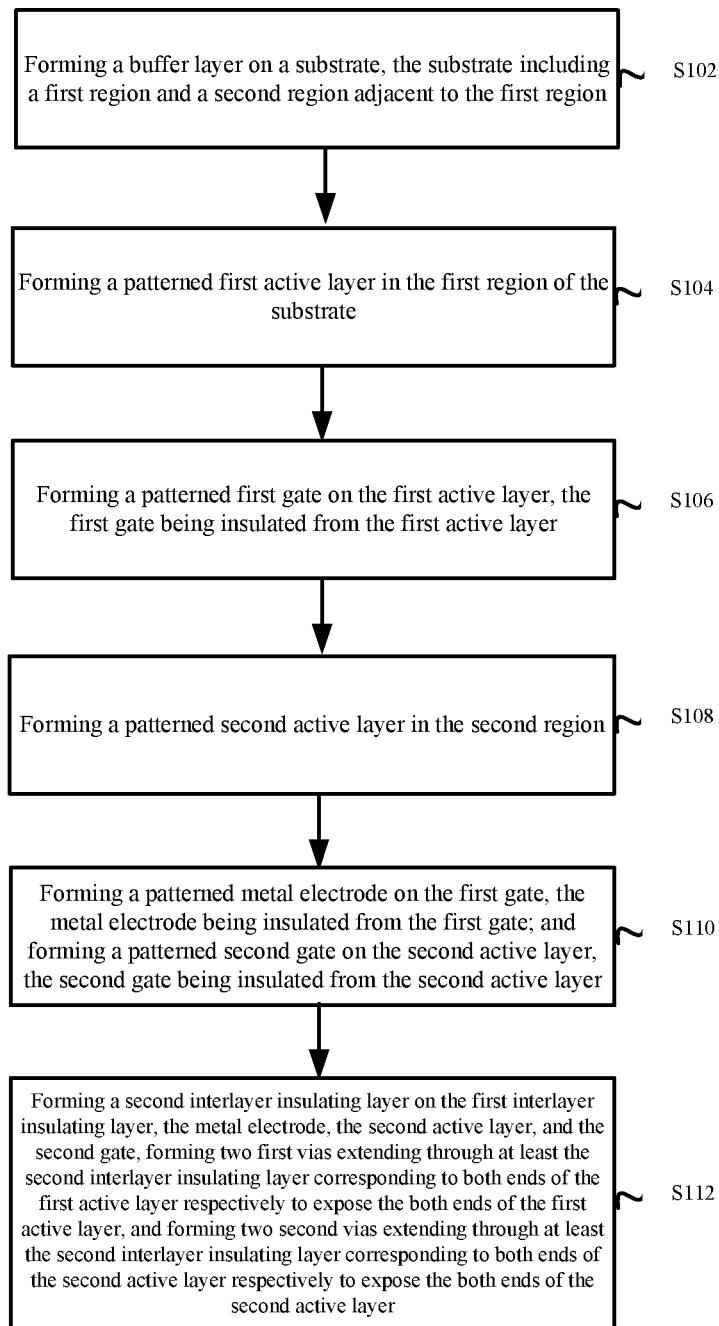 Forming a buffer layer on a substrate, the substrate including
a first region and a second region adjacent to the first region
S102
Forming a patterned first active layer in the first region of the
substrate
S104
Forming a patterned first gate on the first active layer, the
first gate being insulated from the first active layer
S106
Forming a patterned second active layer in the second region
S108
Forming a patterned metal electrode on the first gate, the
metal electrode being insulated from the first gate; and
forming a patterned second gate on the second active layer,
the second gate being insulated from the second active layer
S110
Forming a second interlayer insulating layer on the first interlayer
insulating layer, the metal electrode, the second active layer, and
the second gate, forming two first vias extending through at least the
second interlayer insulating layer corresponding to both ends of the
first active layer respectively to expose the both ends of the first
active layer, and forming two second vias extending through at least
the second interlayer insulating layer corresponding to both ends of
the second active layer respectively to expose the both ends of the
second active layer
S112